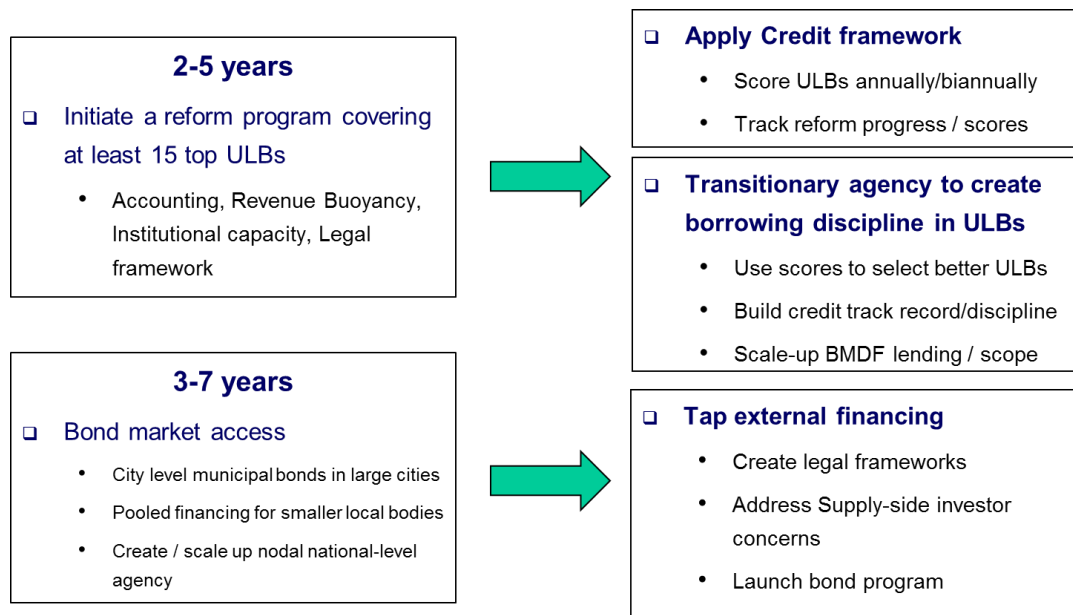 2-5 years
❑ Initiate a reform program covering
at least 15 top ULBs
• Accounting, Revenue Buoyancy,
Institutional capacity, Legal
framework
❑ Apply Credit framework
• Score ULBs annually/biannually
• Track reform progress / scores
❑ Transitionary agency to create
borrowing discipline in ULBs
• Use scores to select better ULBs
• Build credit track record/discipline
• Scale-up BMDF lending / scope
3-7 years
❑ Bond market access
• City level municipal bonds in large cities
• Pooled financing for smaller local bodies
• Create / scale up nodal national-level
agency
❑ Tap external financing
• Create legal frameworks
• Address Supply-side investor
concerns
• Launch bond program